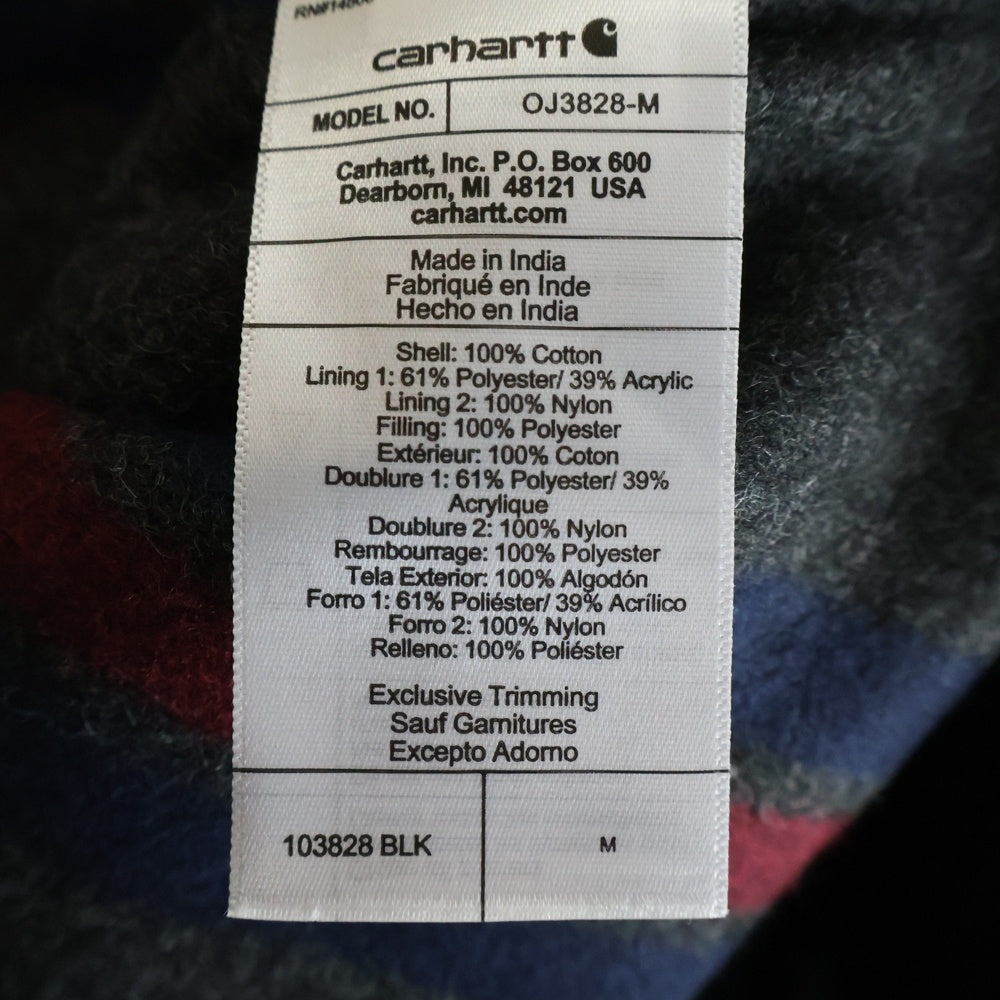 carhartt
MODEL NO. OJ3828-M
Carhartt, Inc. P.O. Box 600
Dearborn, MI 48121 USA
carhartt.com
Made in India
Fabriqué en Inde
Hecho en India
Shell: 100% Cotton
Lining 1: 61% Polyester/ 39% Acrylic
Lining 2: 100% Nylon
Filling: 100% Polyester
Extérieur: 100% Coton
Doublure 1: 61% Polyester/ 39%
Acrylique
Doublure 2: 100% Nylon
Rembourrage: 100% Polyester
Tela Exterior: 100% Algodón
Forro 1: 61% Poliéster/ 39% Acrílico
Forro 2: 100% Nylon
Relleno: 100% Poliéster
Exclusive Trimming
Sauf Garnitures
Excepto Adorno
103828 BLK M